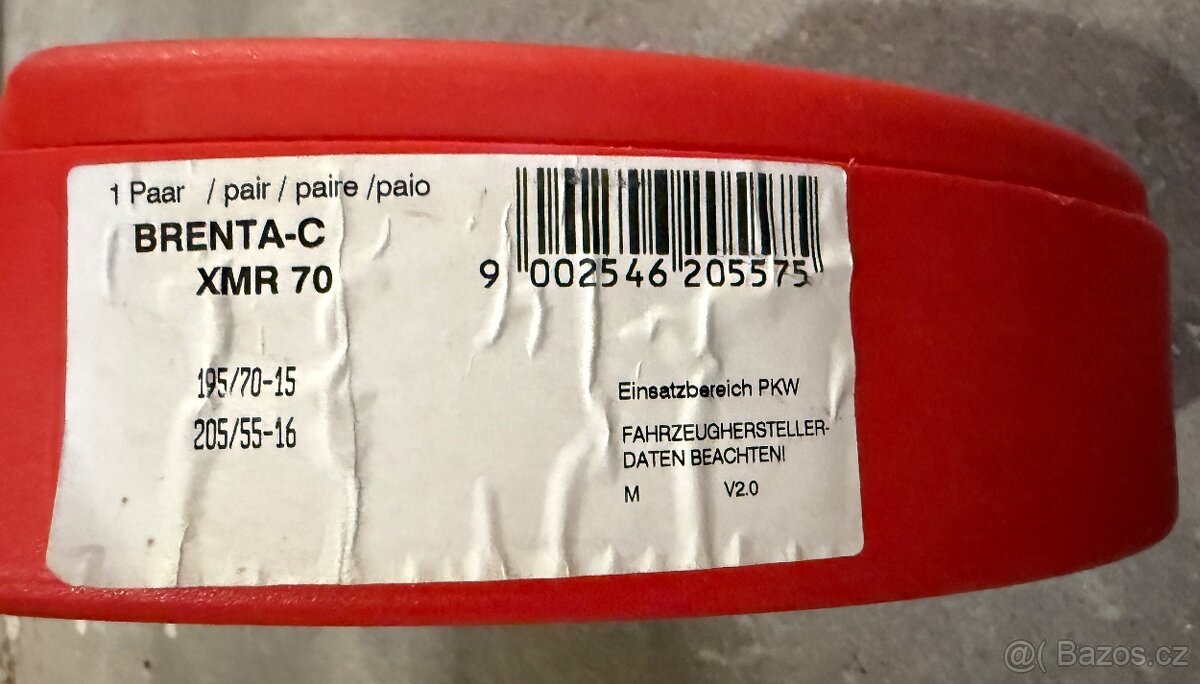 1 Paar / pair / paire /paio
BRENTA-C
XMR 70
9 002546 205575
195/70-15
205/55-16
Einsatzbereich PKW
FAHRZEUGHERSTELLER-
DATEN BEACHTEN!
M V2.0
@( Bazos.cz